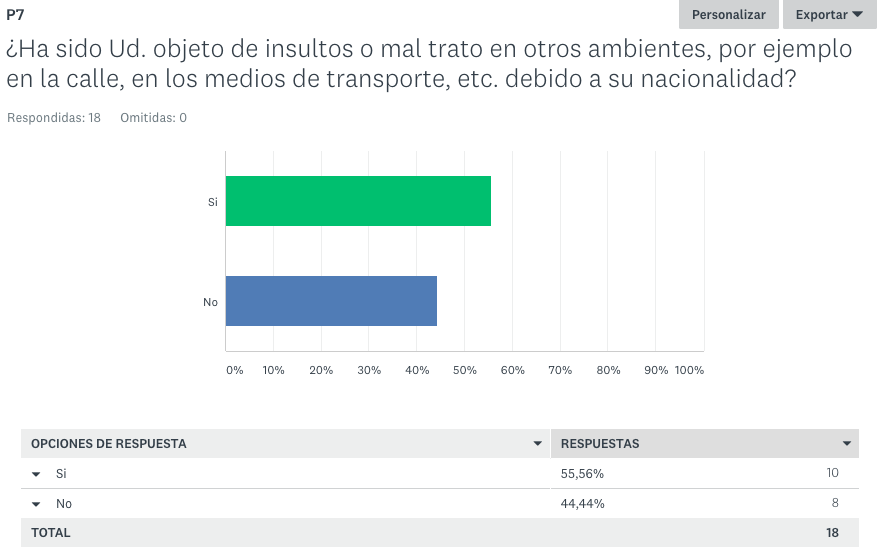 P7
Personalizar
Exportar
¿Ha sido Ud. objeto de insultos o mal trato en otros ambientes, por ejemplo
en la calle, en los medios de transporte, etc. debido a su nacionalidad?
Respondidas: 18 Omitidas: 0
Si
No
0% 10% 20% 30% 40% 50% 60% 70% 80% 90% 100%
OPCIONES DE RESPUESTA RESPUESTAS
Si 55,56% 10
No 44,44% 8
TOTAL 18